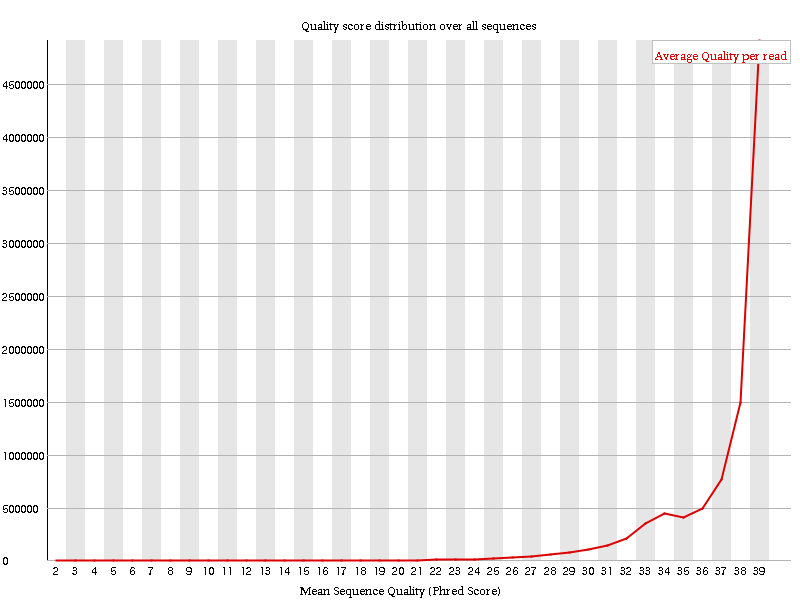 Quality score distribution over all sequences
Average Quality per read
4500000
4000000
3500000
3000000
2500000
2000000
1500000
1000000
500000
0
2 3 4 5 6 7 8 9 10 11 12 13 14 15 16 17 18 19 20 21 22 23 24 25 26 27 28 29 30 31 32 33 34 35 36 37 38 39
Mean Sequence Quality (Phred Score)